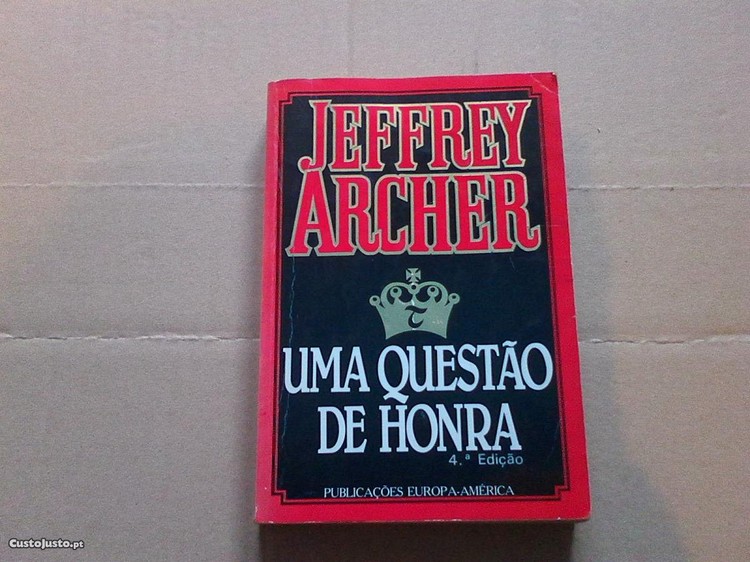 JEFFREY
ARCHER
UMA QUESTÃO
DE HONRA
4.ª Edição
PUBLICAÇÕES EUROPA-AMÉRICA
CustoJusto.pt